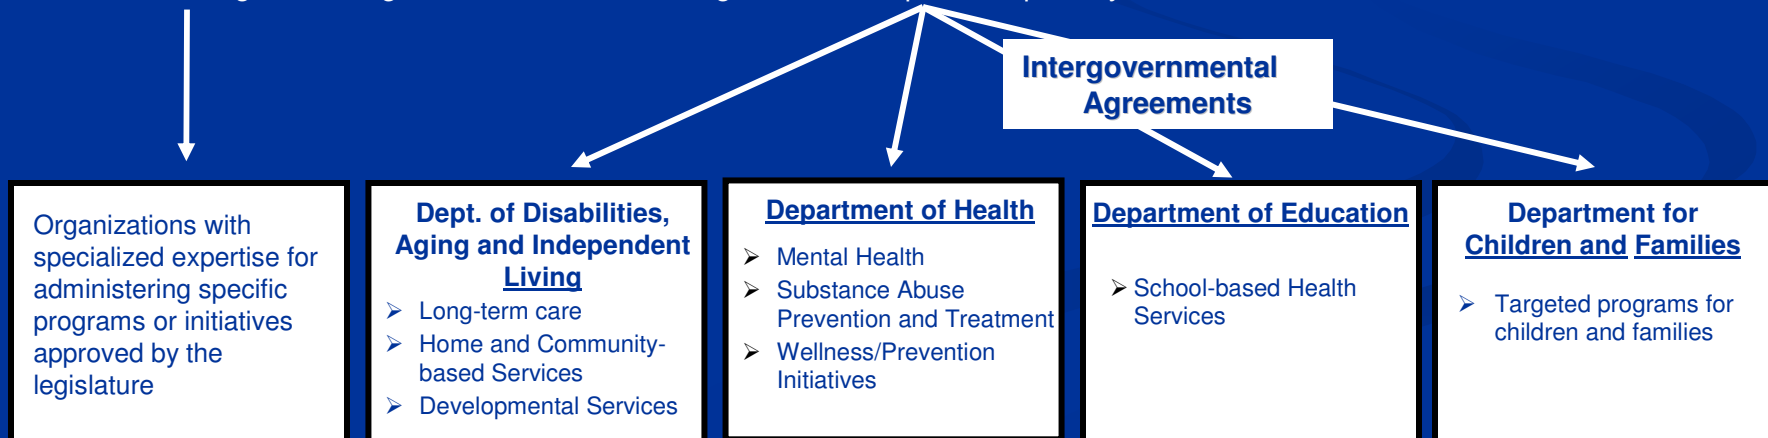 Intergovernmental
Agreements
Organizations with
specialized expertise for
administering specific
programs or initiatives
approved by the
legislature
Dept. of Disabilities,
Aging and Independent
Living
➢ Long-term care
➢ Home and Community-
based Services
➢ Developmental Services
Department of Health
➢ Mental Health
➢ Substance Abuse
Prevention and Treatment
➢ Wellness/Prevention
Initiatives
Department of Education
➢ School-based Health
Services
Department for
Children and Families
➢ Targeted programs for
children and families